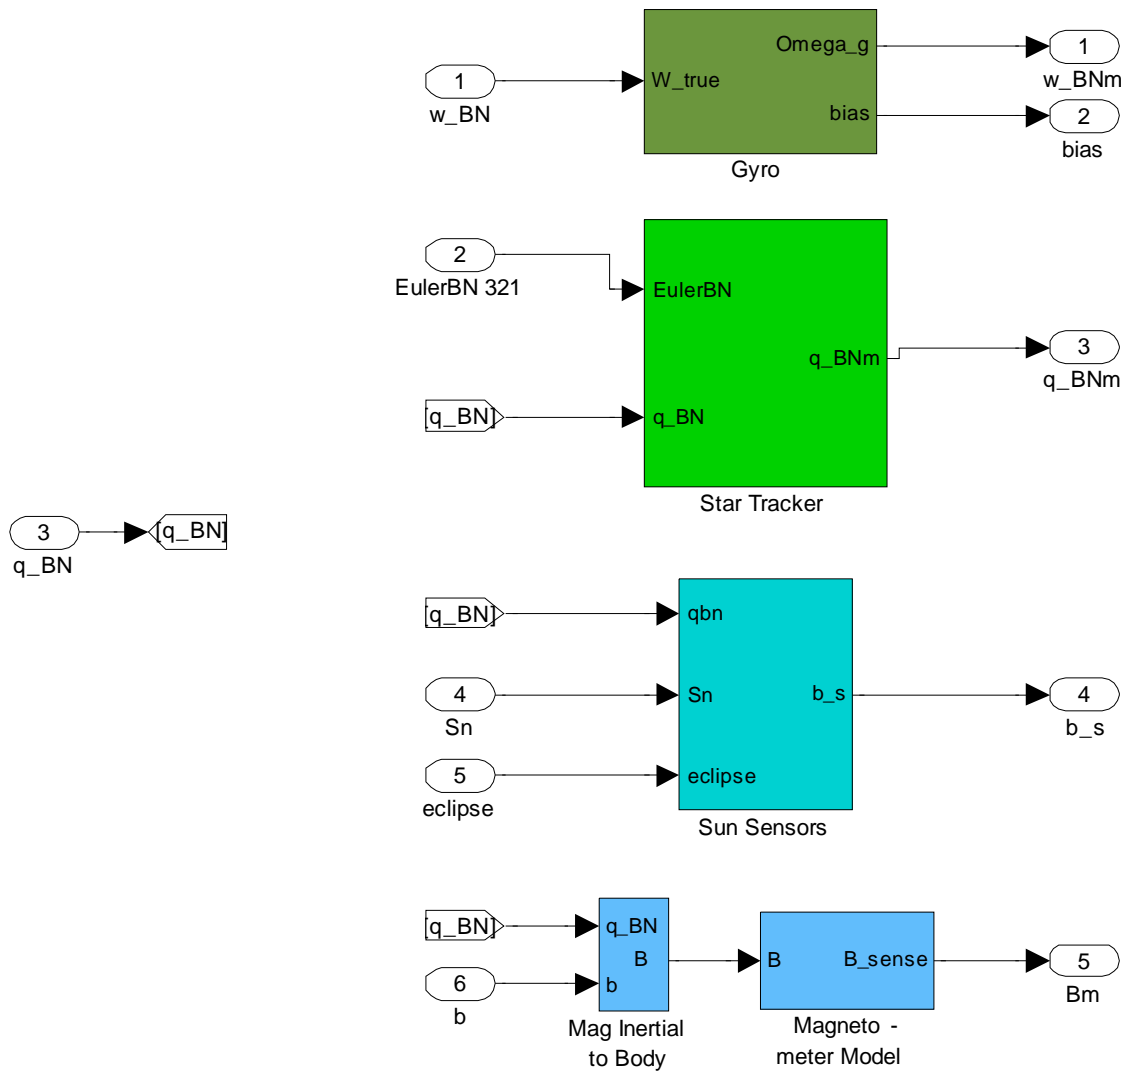 1
w_BN
W_true
Omega_g
bias
Gyro
1
w_BNm
2
bias
2
EulerBN 321
EulerBN
[q_BN]
q_BN
q_BNm
Star Tracker
3
q_BNm
3
q_BN
[q_BN]
[q_BN]
qbn
4
Sn
Sn
b_s
5
eclipse
eclipse
Sun Sensors
4
b_s
[q_BN]
q_BN
B
6
b
b
Mag Inertial
to Body
B
B_sense
Magneto -
meter Model
5
Bm